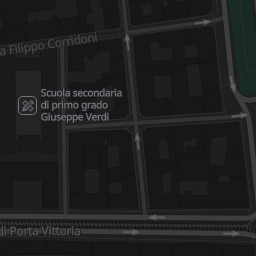 a Filippo Corridoni
Scuola secondaria
di primo grado
Giuseppe Verdi
di Porta Vittoria